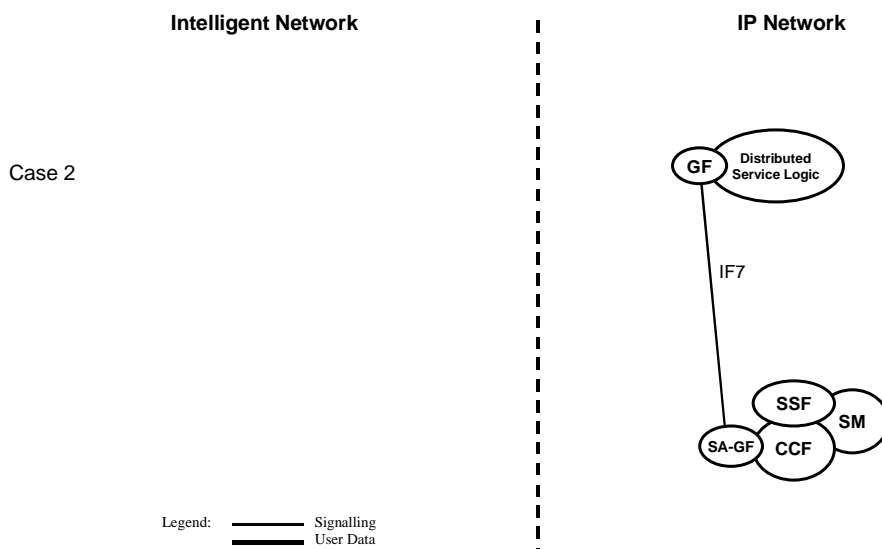 Intelligent Network
IP Network
Case 2
GF
Distributed
Service Logic
IF7
SSF
SM
SA-GF
CCF
Legend:
Signalling
User Data